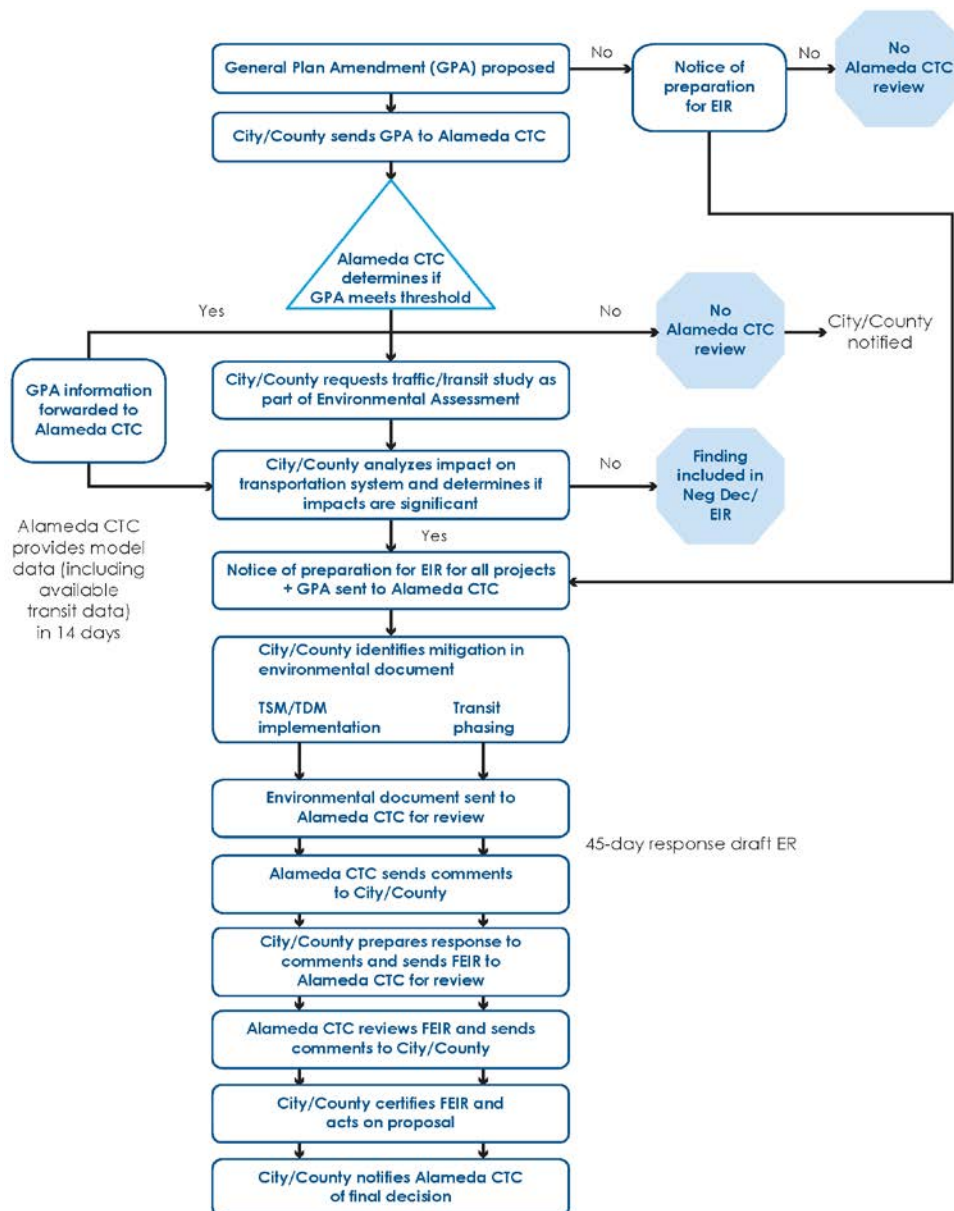 General Plan Amendment (GPA) proposed
No
Notice of
preparation
for EIR
No
No
Alameda CTC
review
City/County sends GPA to Alameda CTC
Alameda CTC
determines if
GPA meets threshold
Yes
No
No
Alameda CTC
review
City/County
notified
GPA information
forwarded to
Alameda CTC
City/County requests traffic/transit study as
part of Environmental Assessment
City/County analyzes impact on
transportation system and determines if
impacts are significant
No
Finding
included in
Neg Dec/
EIR
Yes
Alameda CTC
provides model
data (including
available
transit data)
in 14 days
Notice of preparation for EIR for all projects
+ GPA sent to Alameda CTC
City/County identifies mitigation in
environmental document
TSM/TDM
implementation
Transit
phasing
Environmental document sent to
Alameda CTC for review
45-day response draft ER
Alameda CTC sends comments
to City/County
City/County prepares response to
comments and sends FEIR to
Alameda CTC for review
Alameda CTC reviews FEIR and sends
comments to City/County
City/County certifies FEIR and
acts on proposal
City/County notifies Alameda CTC
of final decision